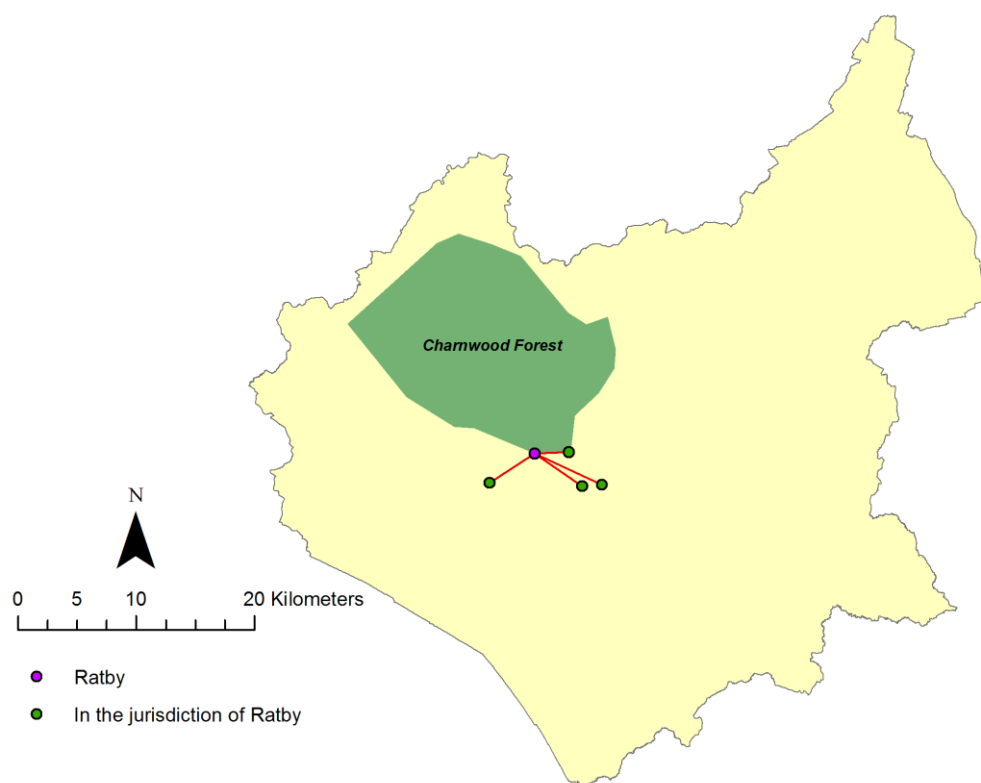 Charnwood Forest
N
0 5 10 20 Kilometers
Ratby
In the jurisdiction of Ratby